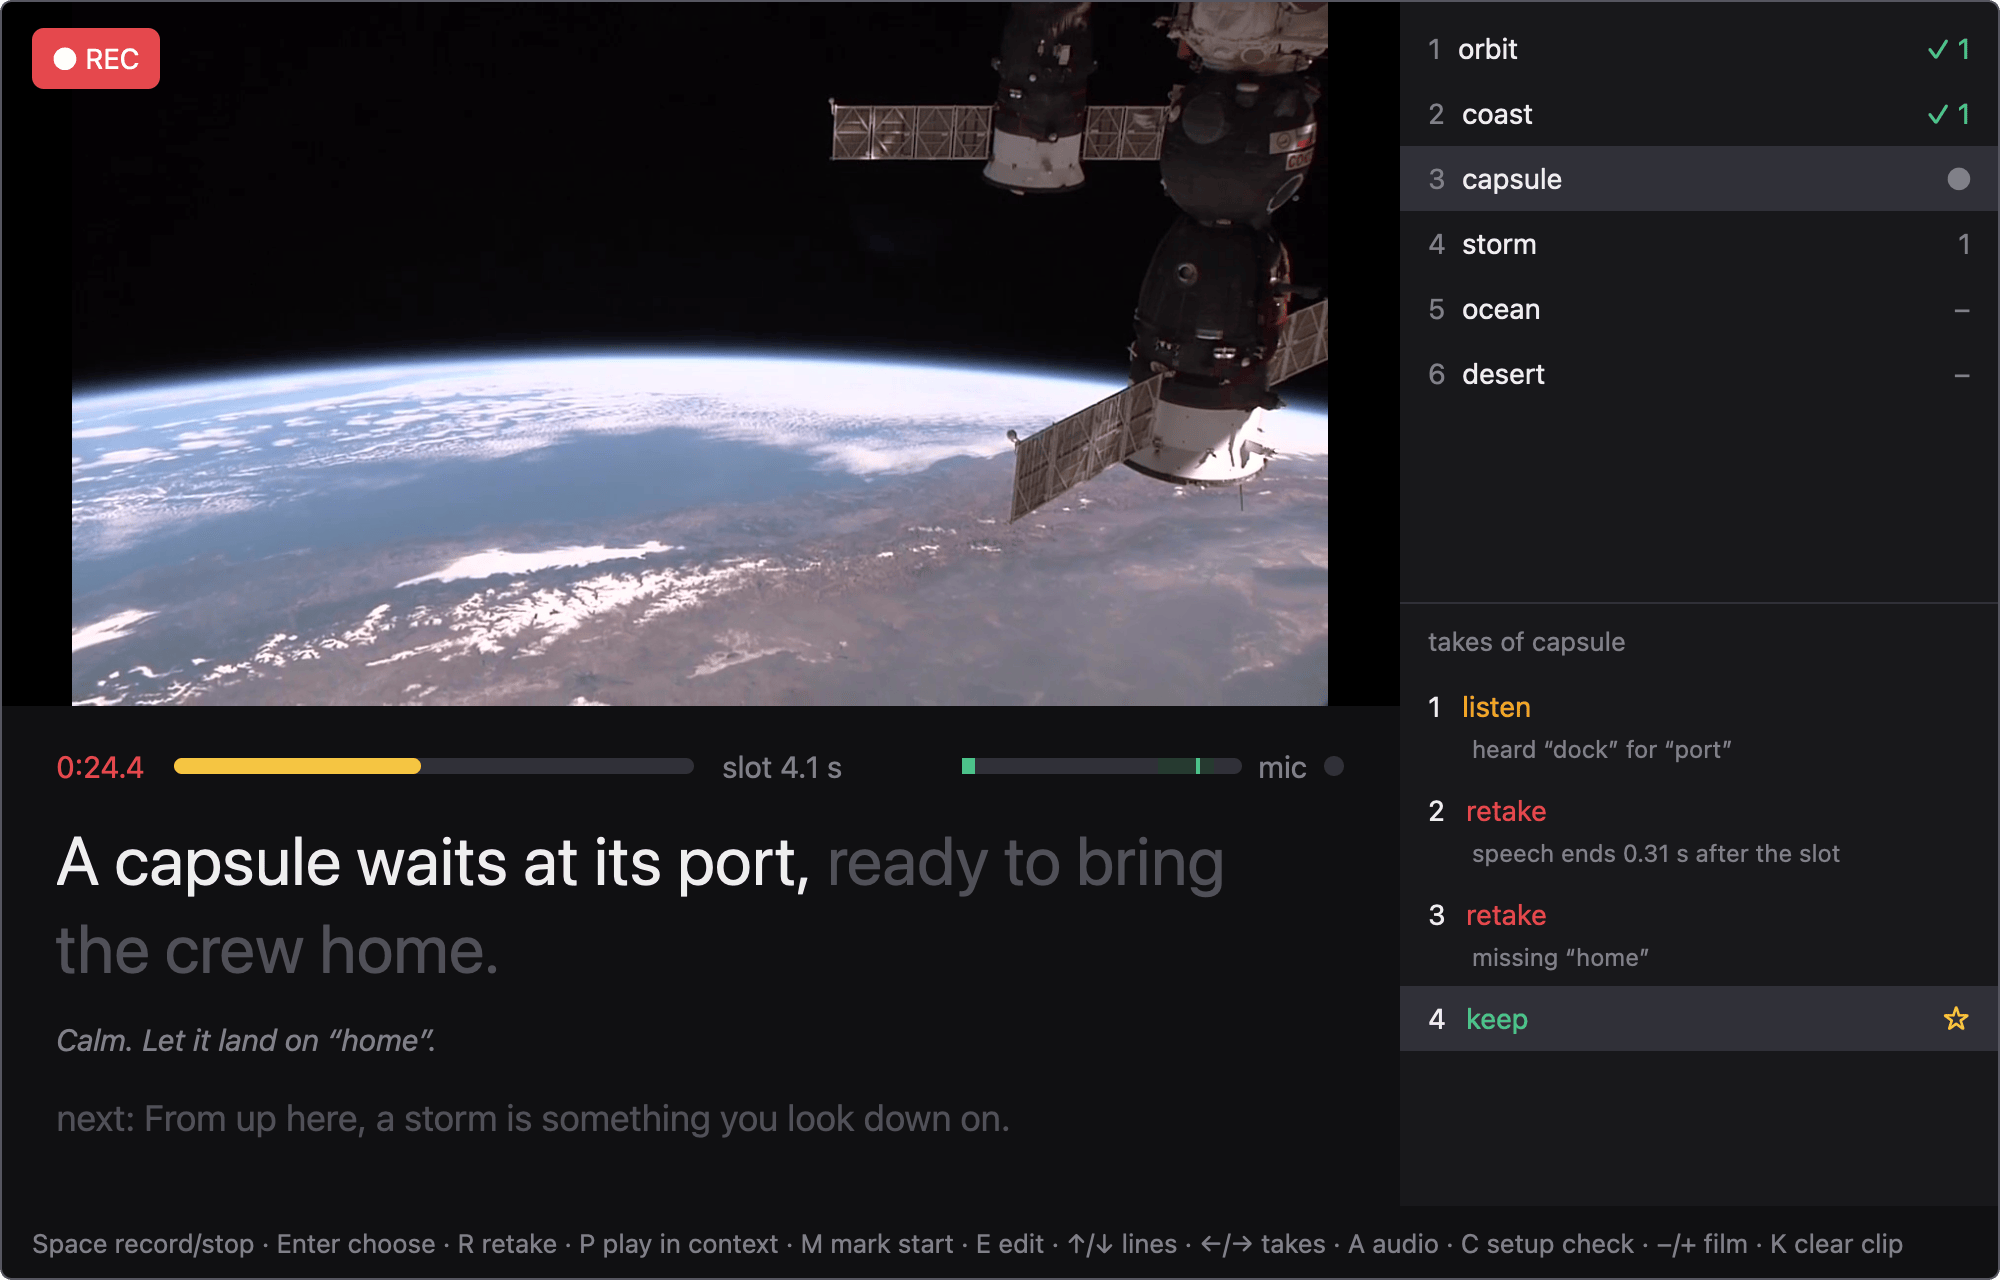 REC
1 orbit ✓ 1
2 coast ✓ 1
3 capsule
4 storm 1
5 ocean –
6 desert –
0:24.4 slot 4.1 s mic
A capsule waits at its port, ready to bring
the crew home.
Calm. Let it land on “home”.
next: From up here, a storm is something you look down on.
takes of capsule
1 listen
heard “dock” for “port”
2 retake
speech ends 0.31 s after the slot
3 retake
missing “home”
4 keep ☆
Space record/stop · Enter choose · R retake · P play in context · M mark start · E edit · ↑/↓ lines · ←/→ takes · A audio · C setup check · –/+ film · K clear clip